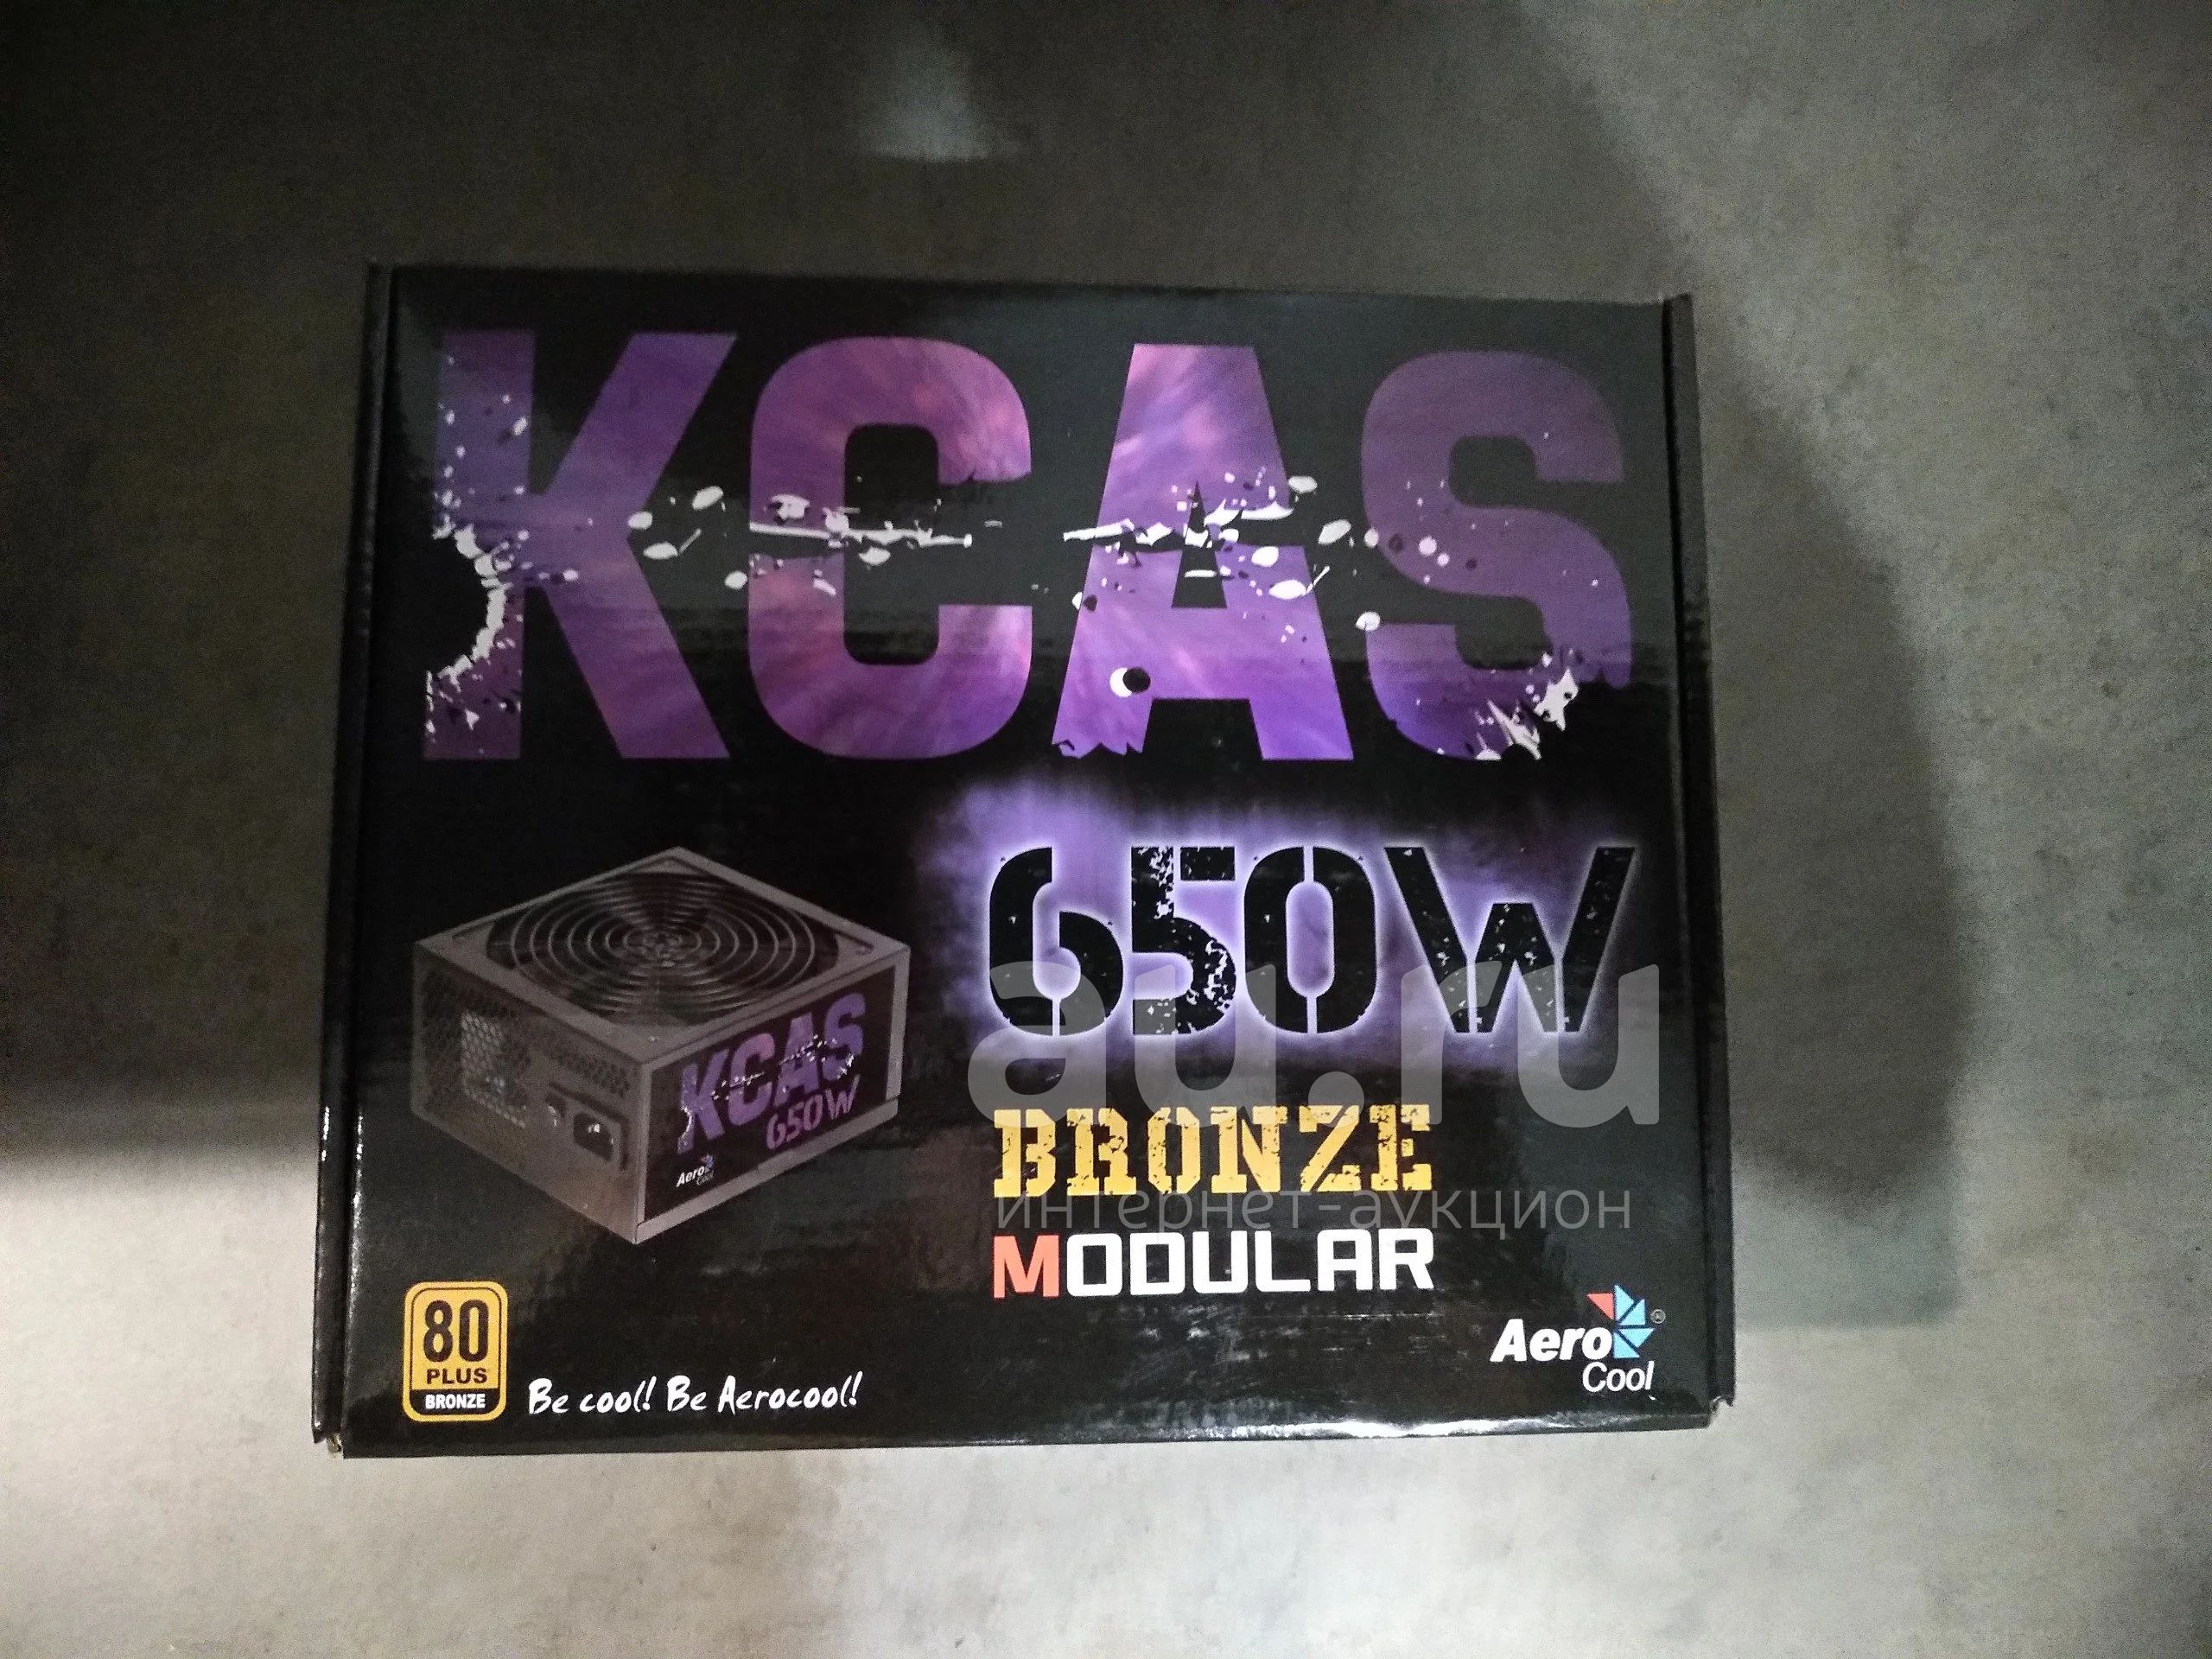 KCAS
650W
au.ru
BRONZE
интернет-аукцион
MODULAR
KCAS
650W
Aero
Cool
80
PLUS
BRONZE
Be cool! Be Aerocool!
Aero
Cool
®